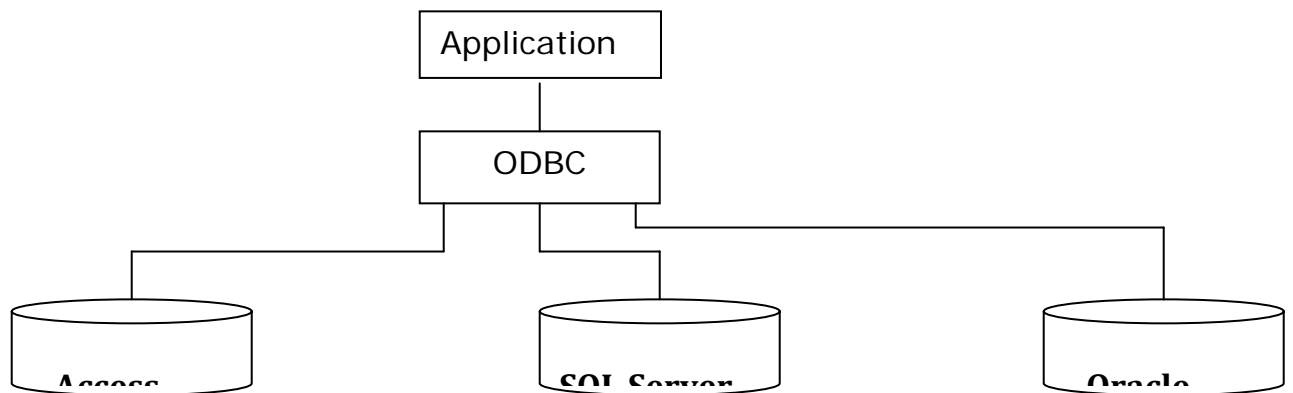 Application
ODBC
Access
SQL Server
Oracle